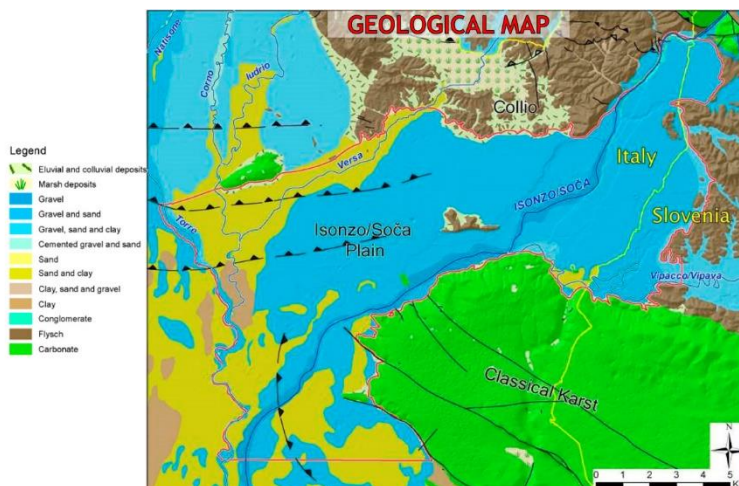 GEOLOGICAL MAP
Natisone
Corno
Iudrio
Collio
Versa
Italy
ISONZO/SOČA
Slovenia
Torre
Isonzo/Soča
Plain
Vipacco/Vipava
Classical Karst
N
0 1 2 3 4 5
Legend
Eluvial and colluvial deposits
Marsh deposits
Gravel
Gravel and sand
Gravel, sand and clay
Cemented gravel and sand
Sand
Sand and clay
Clay, sand and gravel
Clay
Conglomerate
Flysch
Carbonate